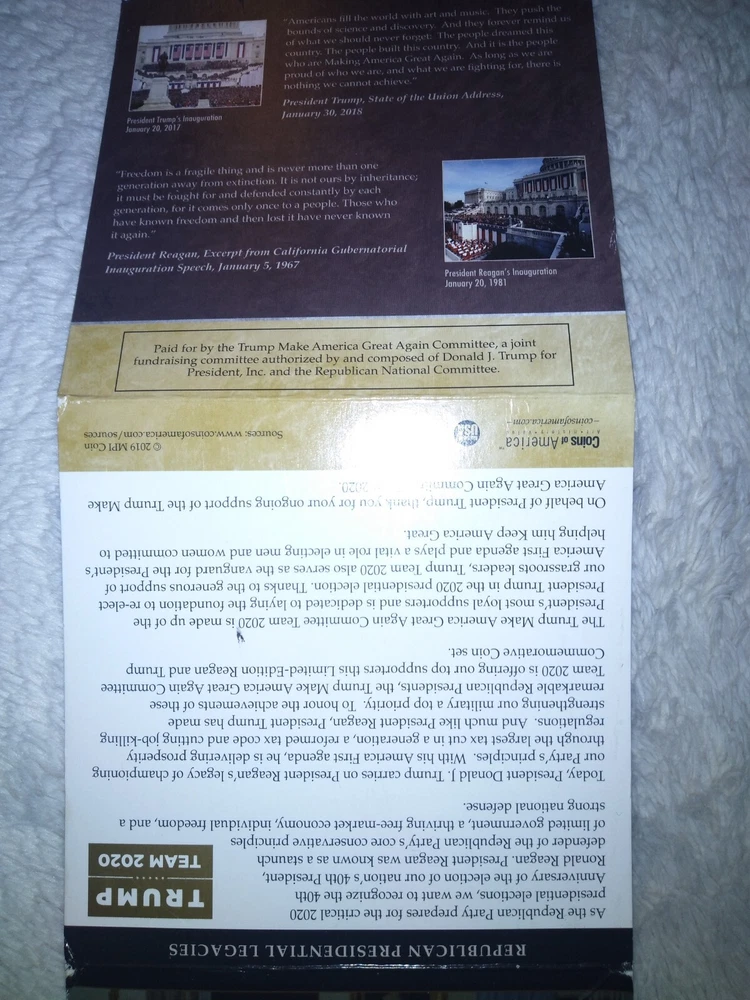 "Americans fill the world with art and music. They push the
bounds of science and discovery. And they forever remind us
of what we should never forget: The people dreamed this
country. The people built this country. And it is the people
who are Making America Great Again. As long as we are
proud of who we are, and what we are fighting for, there is
nothing we cannot achieve."
President Trump, State of the Union Address,
January 30, 2018
President Trump's Inauguration
January 20, 2017
"Freedom is a fragile thing and is never more than one
generation away from extinction. It is not ours by inheritance;
it must be fought for and defended constantly by each
generation, for it comes only once to a people. Those who
have known freedom and then lost it have never known
it again."
President Reagan, Excerpt from California Gubernatorial
Inauguration Speech, January 5, 1967
President Reagan's Inauguration
January 20, 1981
Paid for by the Trump Make America Great Again Committee, a joint
fundraising committee authorized by and composed of Donald J. Trump for
President, Inc. and the Republican National Committee.
REPUBLICAN PRESIDENTIAL LEGACIES
TRUMP
TEAM 2020
As the Republican Party prepares for the critical 2020
presidential elections, we want to recognize the 40th
Anniversary of the election of our nation's 40th President,
Ronald Reagan. President Reagan was known as a staunch
defender of the Republican Party's core conservative principles
of limited government, a thriving free-market economy, individual freedom, and a
strong national defense.
Today, President Donald J. Trump carries on President Reagan's legacy of championing
our Party's principles. With his America First agenda, he is delivering prosperity
through the largest tax cut in a generation, a reformed tax code and cutting job-killing
regulations. And much like President Reagan, President Trump has made
strengthening our military a top priority. To honor the achievements of these
remarkable Republican Presidents, the Trump Make America Great Again Committee
Team 2020 is offering our top supporters this Limited-Edition Reagan and Trump
Commemorative Coin set.
The Trump Make America Great Again Committee Team 2020 is made up of the
President's most loyal supporters and is dedicated to laying the foundation to re-elect
President Trump in the 2020 presidential election. Thanks to the generous support of
our grassroots leaders, Trump Team 2020 also serves as the vanguard for the President's
America First agenda and plays a vital role in electing men and women committed to
helping him Keep America Great.
On behalf of President Trump, thank you for your ongoing support of the Trump Make
America Great Again 2020.
Coins of America™
–coinsofamerica.com–
USA
© 2019 MPI Coin
Sources: www.coinsofamerica.com/sources